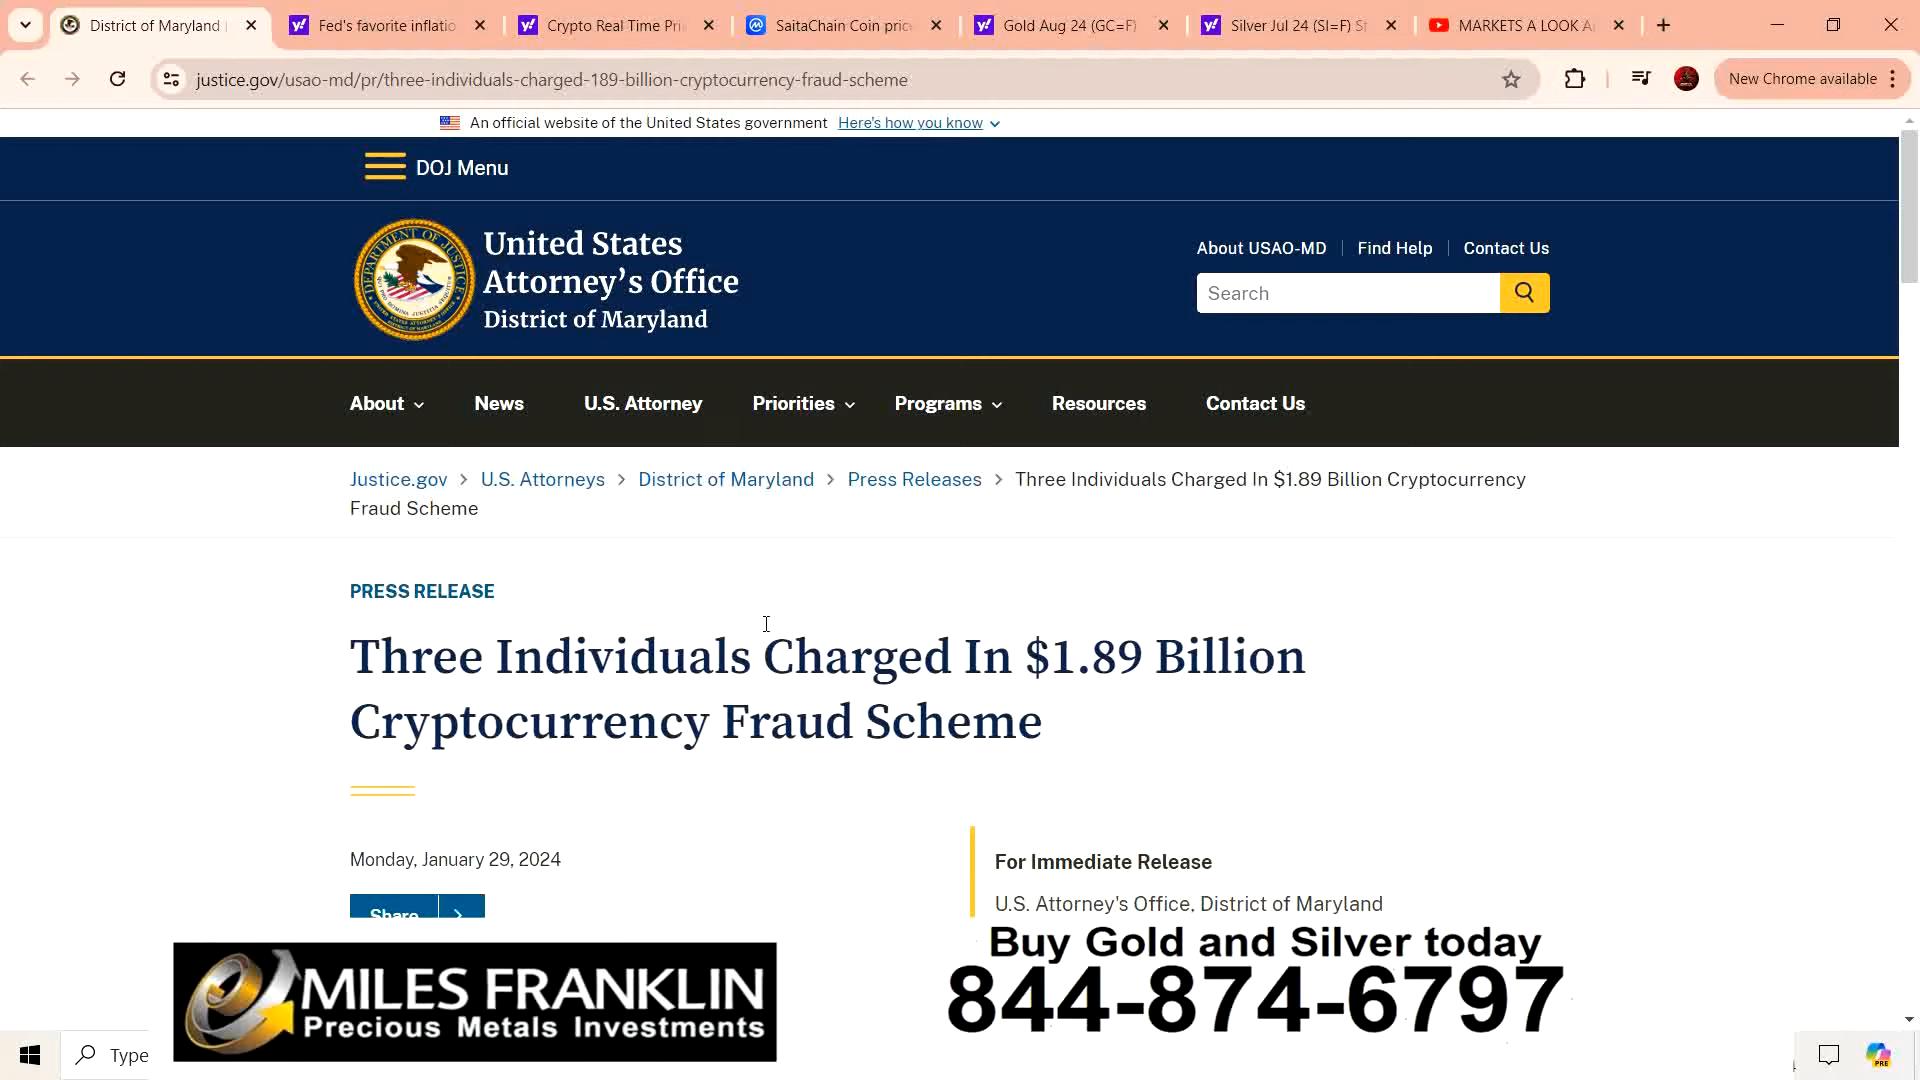 District of Maryland
Fed's favorite inflatio
Crypto Real Time Pri
SaitaChain Coin pric
Gold Aug 24 (GC=F)
Silver Jul 24 (SI=F) St
MARKETS A LOOK A
justice.gov/usao-md/pr/three-individuals-charged-189-billion-cryptocurrency-fraud-scheme
New Chrome available
An official website of the United States government Here's how you know
DOJ Menu
United States
Attorney's Office
District of Maryland
About USAO-MD Find Help Contact Us
Search
About News U.S. Attorney Priorities Programs Resources Contact Us
Justice.gov > U.S. Attorneys > District of Maryland > Press Releases > Three Individuals Charged In $1.89 Billion Cryptocurrency
Fraud Scheme
PRESS RELEASE
Three Individuals Charged In $1.89 Billion
Cryptocurrency Fraud Scheme
Monday, January 29, 2024
Share
For Immediate Release
U.S. Attorney's Office, District of Maryland
MILES FRANKLIN
Precious Metals Investments
Buy Gold and Silver today
844-874-6797
Type
PRE